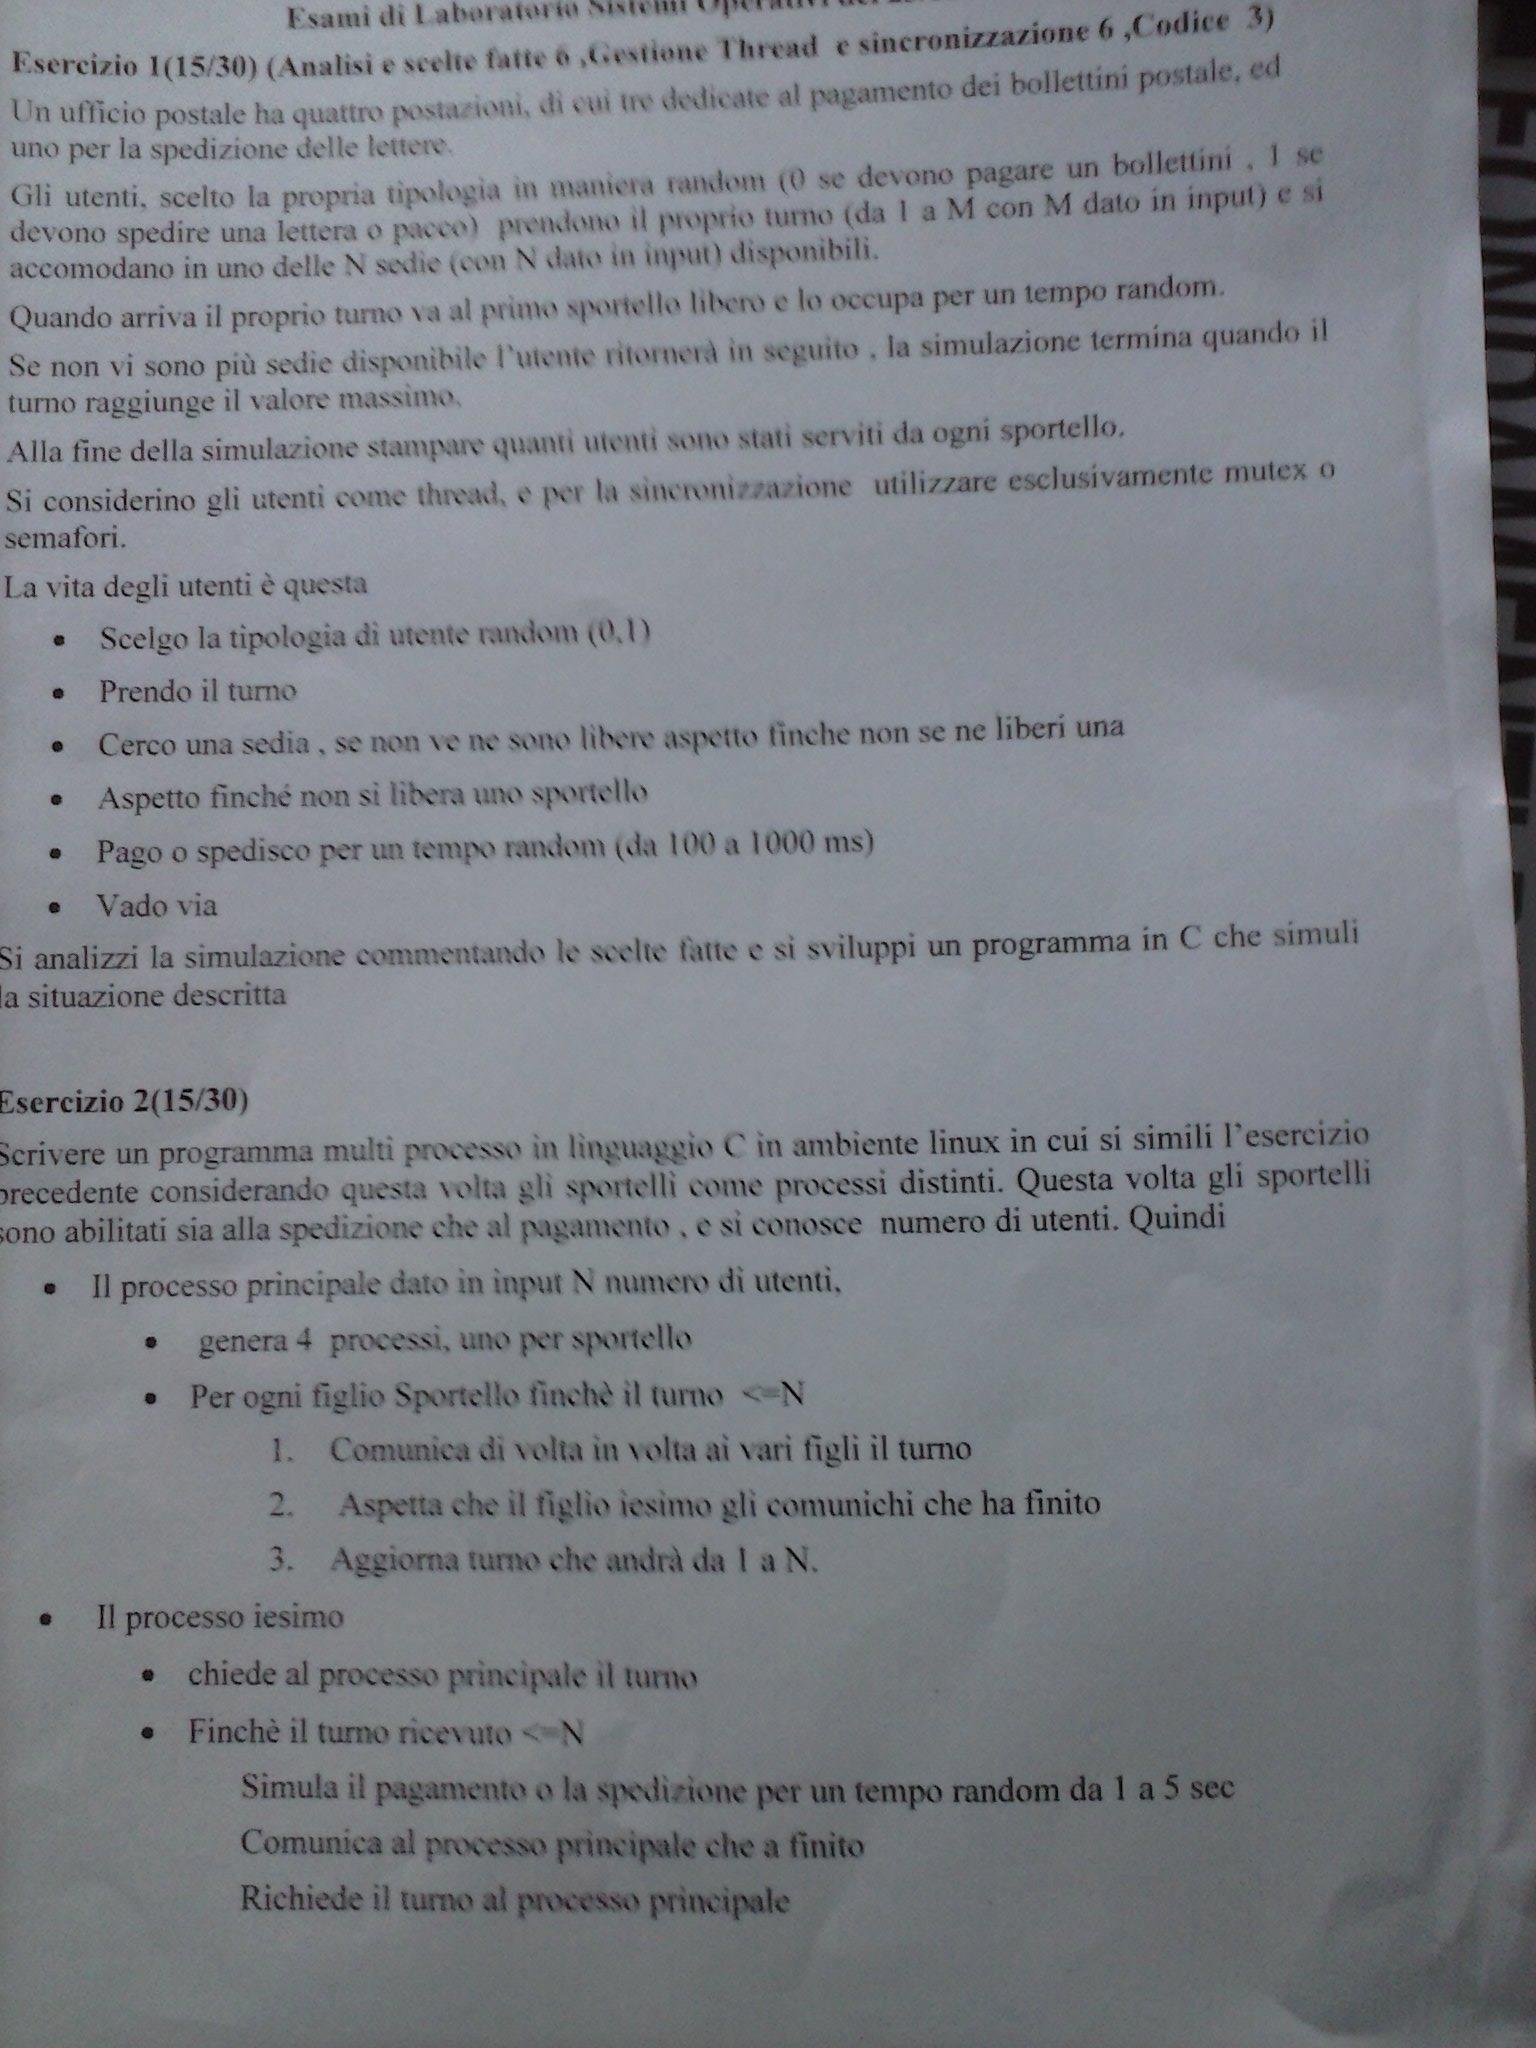 Esami di Laboratorio Sistemi Operativi del
Esercizio 1(15/30) (Analisi e scelte fatte 6 ,Gestione Thread e sincronizzazione 6 ,Codice 3)
Un ufficio postale ha quattro postazioni, di cui tre dedicate al pagamento dei bollettini postale, ed
uno per la spedizione delle lettere.
Gli utenti, scelto la propria tipologia in maniera random (0 se devono pagare un bollettini , 1 se
devono spedire una lettera o pacco) prendono il proprio turno (da 1 a M con M dato in input) e si
accomodano in uno delle N sedie (con N dato in input) disponibili.
Quando arriva il proprio turno va al primo sportello libero e lo occupa per un tempo random.
Se non vi sono più sedie disponibile l'utente ritornerà in seguito , la simulazione termina quando il
turno raggiunge il valore massimo.
Alla fine della simulazione stampare quanti utenti sono stati serviti da ogni sportello.
Si considerino gli utenti come thread, e per la sincronizzazione utilizzare esclusivamente mutex o
semafori.
La vita degli utenti è questa
• Scelgo la tipologia di utente random (0,1)
• Prendo il turno
• Cerco una sedia , se non ve ne sono libere aspetto finche non se ne liberi una
• Aspetto finché non si libera uno sportello
• Pago o spedisco per un tempo random (da 100 a 1000 ms)
• Vado via
Si analizzi la simulazione commentando le scelte fatte e si sviluppi un programma in C che simuli
la situazione descritta
Esercizio 2(15/30)
Scrivere un programma multi processo in linguaggio C in ambiente linux in cui si simili l'esercizio
precedente considerando questa volta gli sportelli come processi distinti. Questa volta gli sportelli
sono abilitati sia alla spedizione che al pagamento , e si conosce numero di utenti. Quindi
• Il processo principale dato in input N numero di utenti,
• genera 4 processi, uno per sportello
• Per ogni figlio Sportello finchè il turno <=N
1. Comunica di volta in volta ai vari figli il turno
2. Aspetta che il figlio iesimo gli comunichi che ha finito
3. Aggiorna turno che andrà da 1 a N.
• Il processo iesimo
• chiede al processo principale il turno
• Finchè il turno ricevuto <=N
Simula il pagamento o la spedizione per un tempo random da 1 a 5 sec
Comunica al processo principale che a finito
Richiede il turno al processo principale